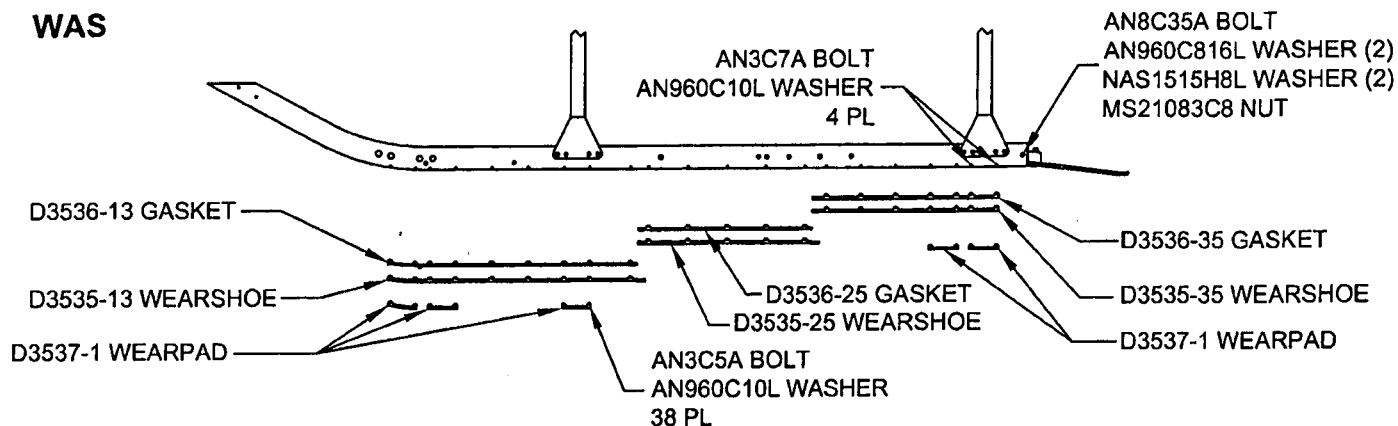 WAS
AN8C35A BOLT
AN960C816L WASHER (2)
NAS1515H8L WASHER (2)
MS21083C8 NUT
AN3C7A BOLT
AN960C10L WASHER
4 PL
D3536-13 GASKET
D3535-13 WEARSHOE
D3537-1 WEARPAD
D3536-25 GASKET
D3535-25 WEARSHOE
AN3C5A BOLT
AN960C10L WASHER
38 PL
D3536-35 GASKET
D3535-35 WEARSHOE
D3537-1 WEARPAD